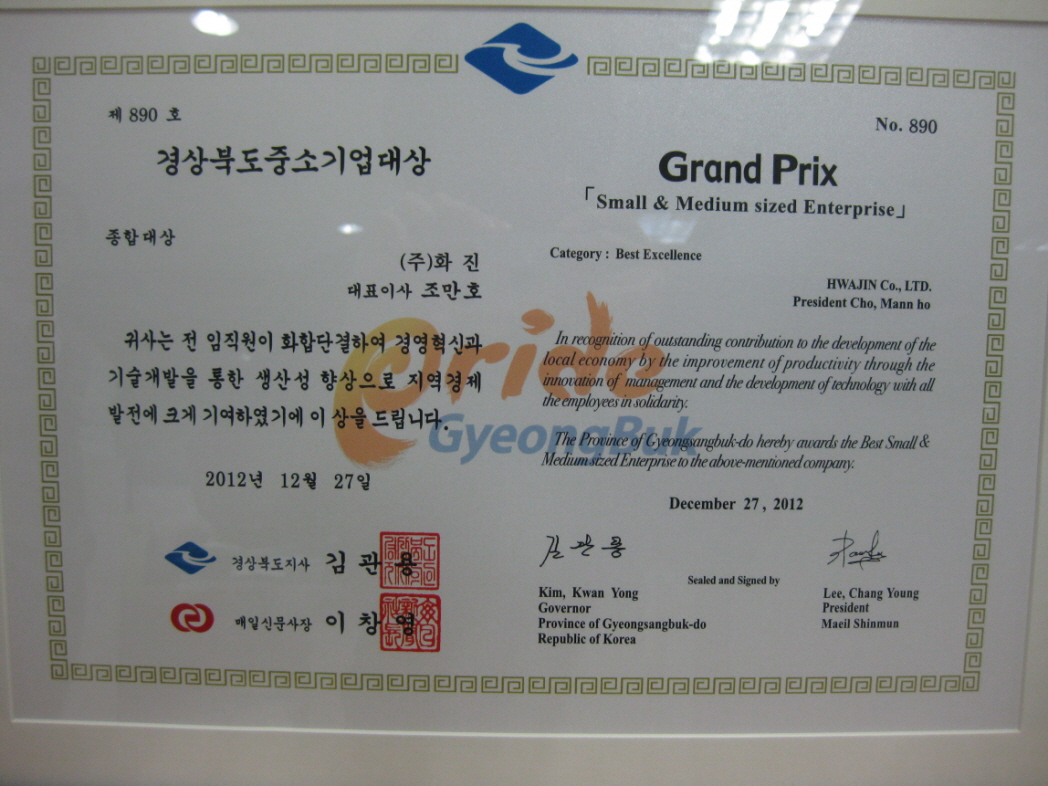 제 890 호
경상북도중소기업대상
종합대상
(주)화 진
대표이사 조만호
귀사는 전 임직원이 화합단결하여 경영혁신과
기술개발을 통한 생산성 향상으로 지역경제
발전에 크게 기여하였기에 이 상을 드립니다.
2012년 12월 27일
경상북도지사 김 관 용
매일신문사장 이 창 영
No. 890
Grand Prix
「Small & Medium sized Enterprise」
Category : Best Excellence
HWAJIN Co., LTD.
President Cho, Mann ho
In recognition of outstanding contribution to the development of the
local economy by the improvement of productivity through the
innovation of management and the development of technology with all
the employees in solidarity.
The Province of Gyeongsangbuk-do hereby awards the Best Small &
Medium sized Enterprise to the above-mentioned company.
December 27, 2012
김 관 용
Sealed and Signed by
Kim, Kwan Yong
Governor
Province of Gyeongsangbuk-do
Republic of Korea
Lee, Chang Young
President
Maeil Shinmun
Pride
GyeongBuk